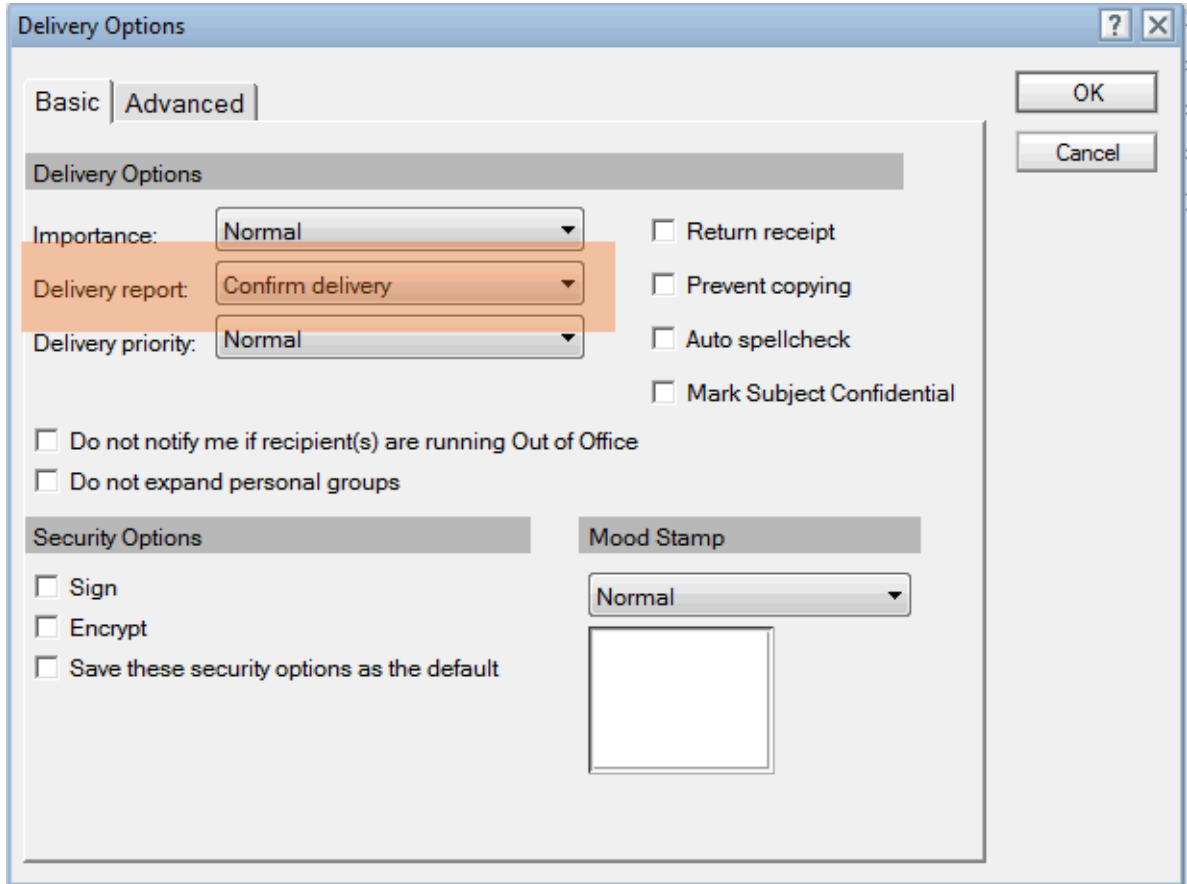 Delivery Options
Basic Advanced
OK
Cancel
Delivery Options
Importance: Normal
Return receipt
Delivery report: Confirm delivery
Prevent copying
Delivery priority: Normal
Auto spellcheck
Mark Subject Confidential
Do not notify me if recipient(s) are running Out of Office
Do not expand personal groups
Security Options
Mood Stamp
Sign
Normal
Encrypt
Save these security options as the default